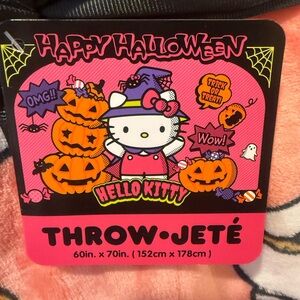 HAPPY HALLOWEEN
OMG!!
TRICK
OR
TREAT!
Wow!
HELLO KITTY
THROW•JETÉ
60in. x 70in. (152cm x 178cm)